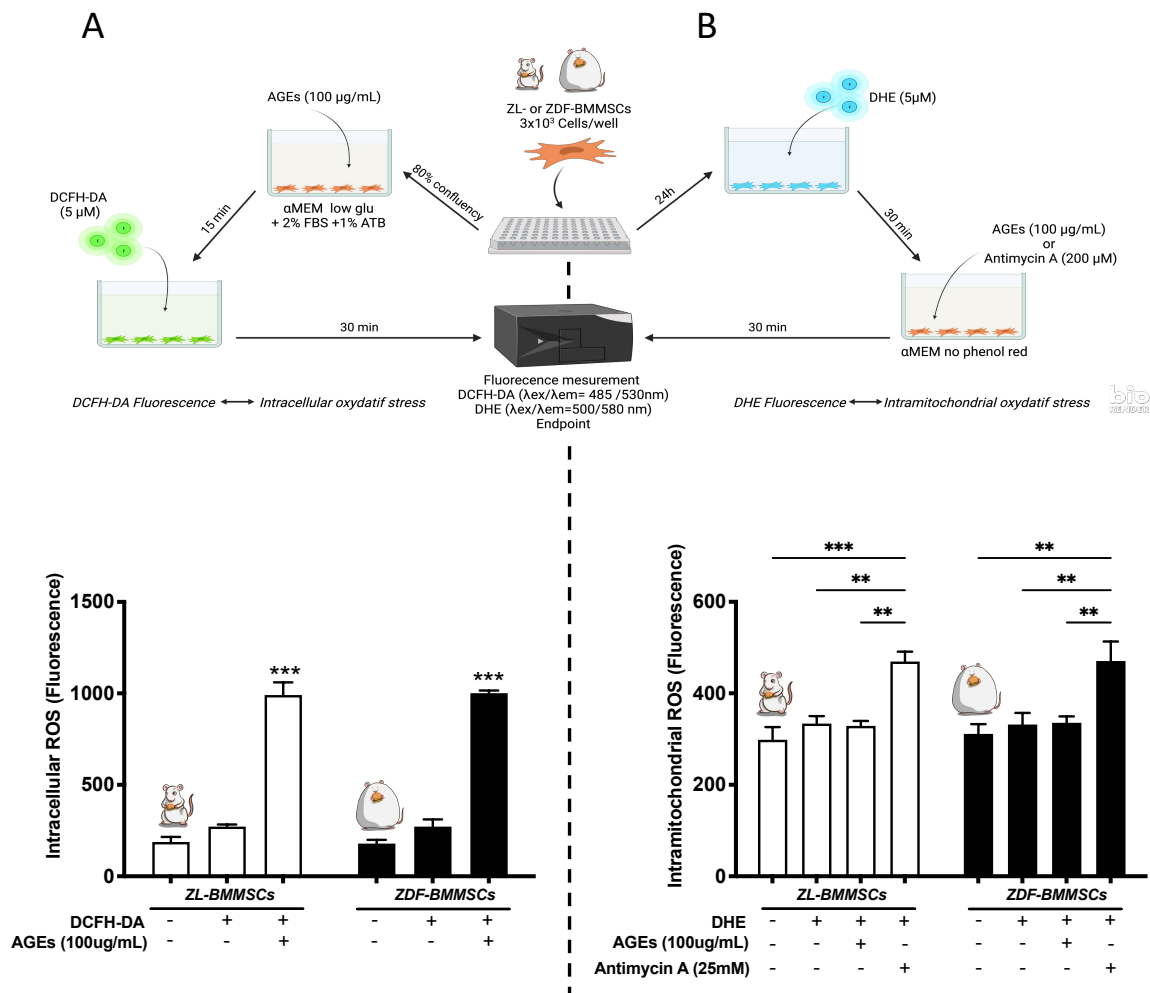 A
B
AGEs (100 µg/mL)
ZL- or ZDF-BMMSCs
3x10³ Cells/well
DHE (5µM)
80% confluency
24h
DCFH-DA
(5 µM)
15 min
αMEM low glu
+ 2% FBS +1% ATB
30 min
AGEs (100 µg/mL)
or
Antimycin A (200 µM)
30 min
30 min
αMEM no phenol red
Fluorecence mesurement
DCFH-DA (λex/λem= 485 /530nm)
DHE (λex/λem=500/580 nm)
Endpoint
DCFH-DA Fluorescence
Intracellular oxydatif stress
DHE Fluorescence
Intramitochondrial oxydatif stress
bio
RENDER
Intracellular ROS (Fluorescence)
1500
1000
500
0
***
***
ZL-BMMSCs
ZDF-BMMSCs
DCFH-DA - + + - + +
AGEs (100ug/mL) - - + - - +
Intramitochondrial ROS (Fluorescence)
600
400
200
0
***
**
**
**
**
**
ZL-BMMSCs
ZDF-BMMSCs
DHE - + + + - + + +
AGEs (100ug/mL) - - + - - - + -
Antimycin A (25mM) - - - + - - - +